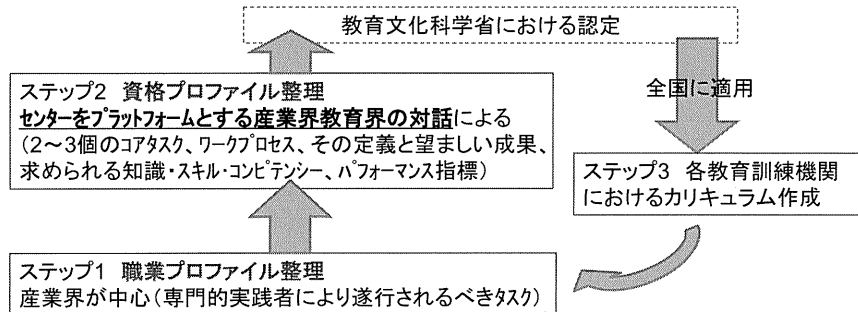 教育文化科学省における認定
ステップ2 資格プロファイル整理
センターをプラットフォームとする産業界教育界の対話による
(2～3個のコアタスク、ワークプロセス、その定義と望ましい成果、
求められる知識・スキル・コンピテンシー、パフォーマンス指標)
全国に適用
ステップ3 各教育訓練機関
におけるカリキュラム作成
ステップ1 職業プロファイル整理
産業界が中心(専門的実践者により遂行されるべきタスク)